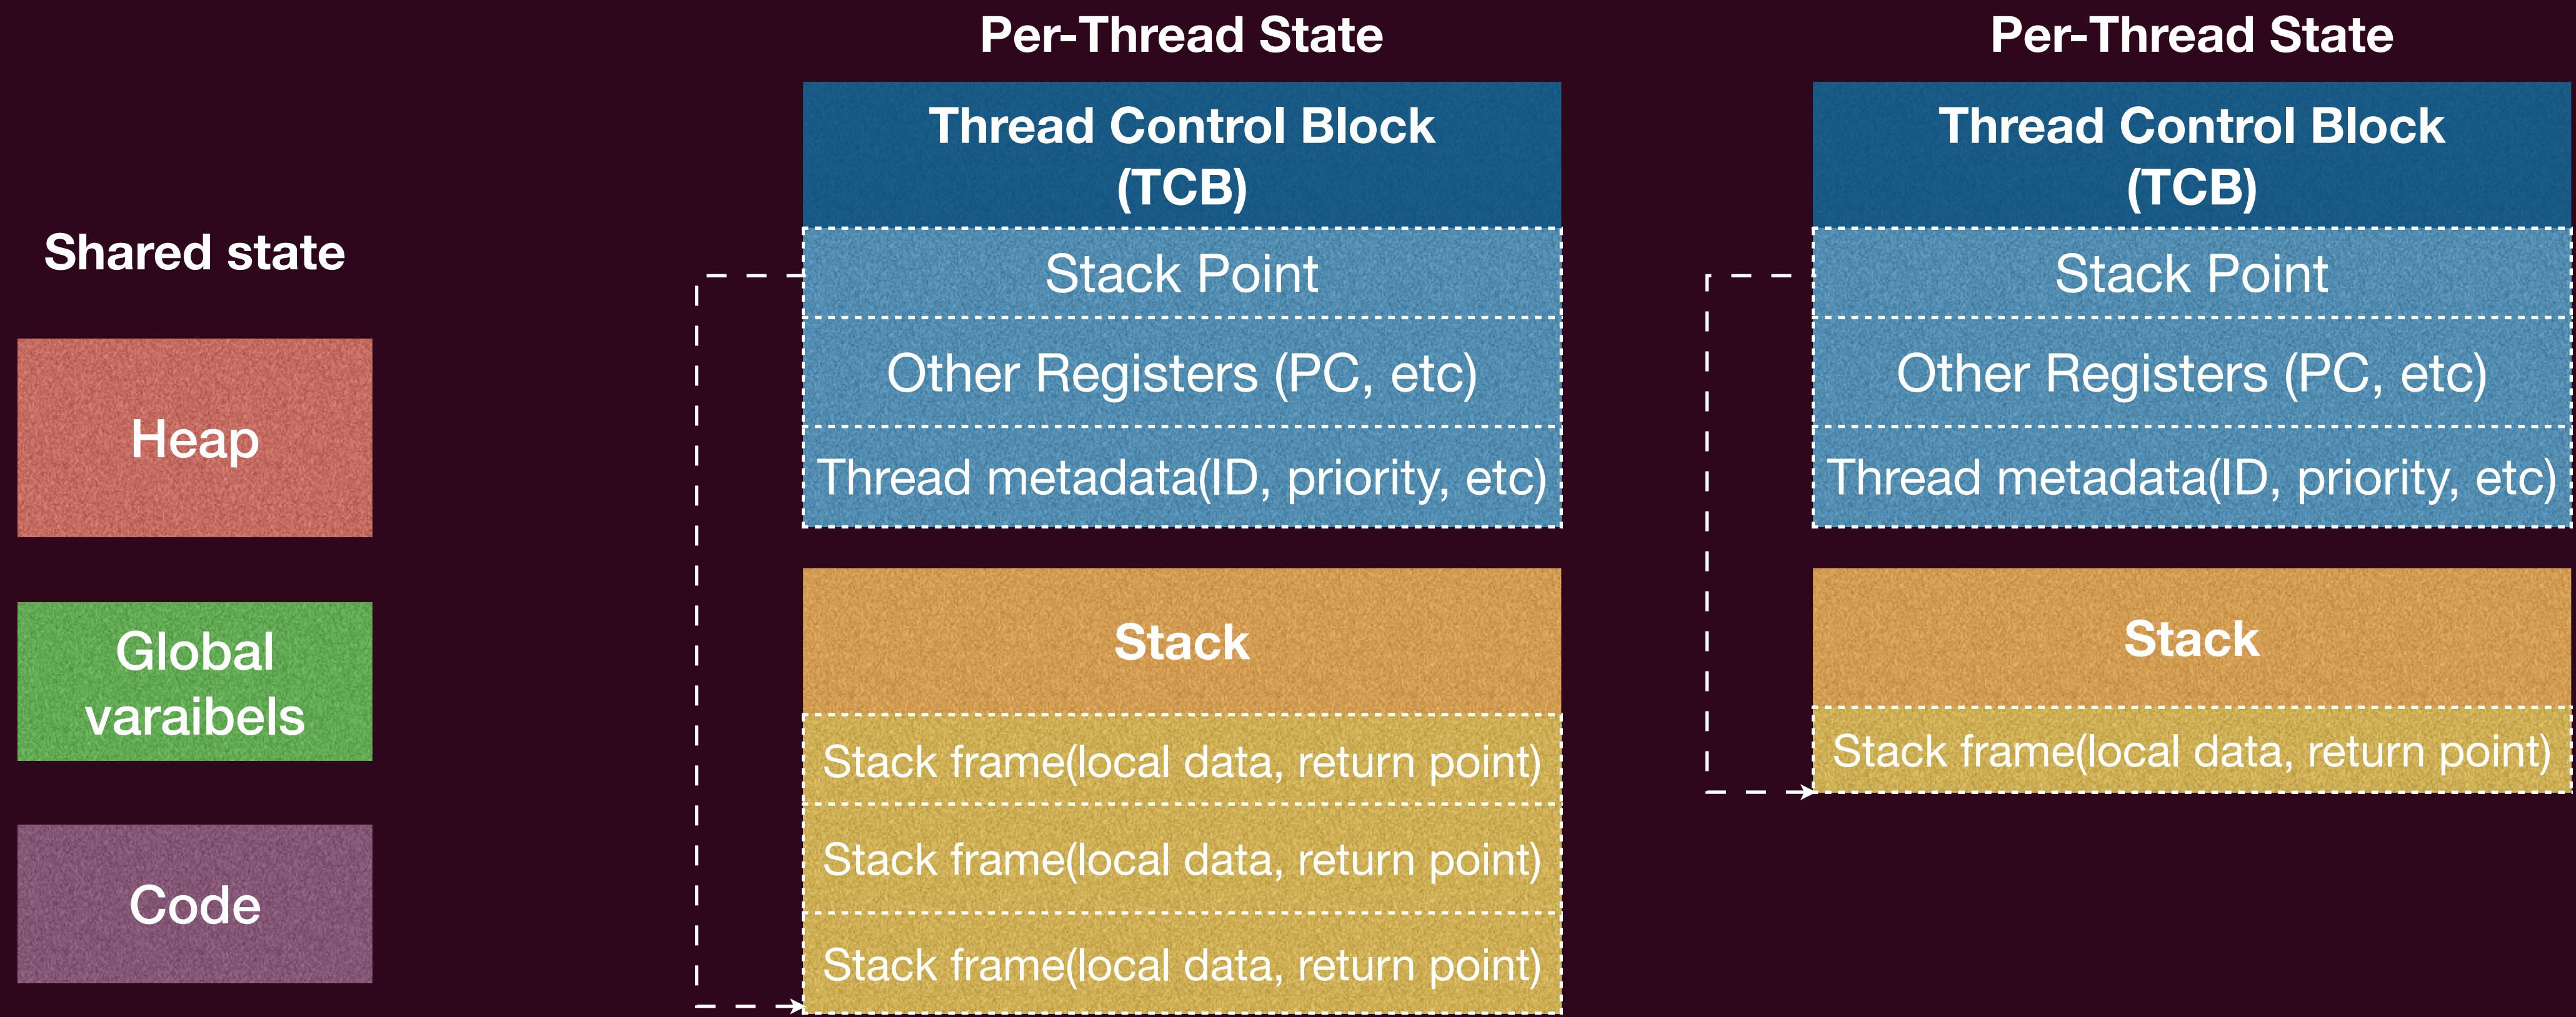 Shared state
Heap
Global
varaibels
Code
Per-Thread State
Thread Control Block
(TCB)
Stack Point
Other Registers (PC, etc)
Thread metadata(ID, priority, etc)
Stack
Stack frame(local data, return point)
Stack frame(local data, return point)
Stack frame(local data, return point)
Per-Thread State
Thread Control Block
(TCB)
Stack Point
Other Registers (PC, etc)
Thread metadata(ID, priority, etc)
Stack
Stack frame(local data, return point)